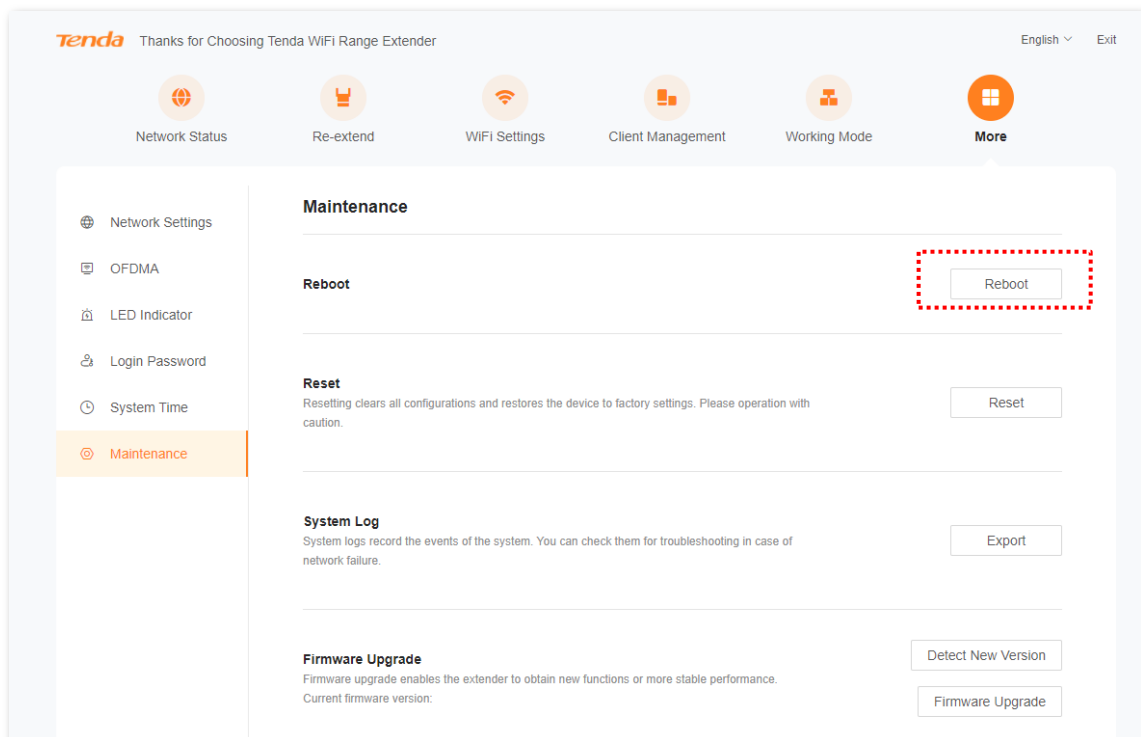 Tenda Thanks for Choosing Tenda WiFi Range Extender English Exit
Network Status Re-extend WiFi Settings Client Management Working Mode More
Network Settings
OFDMA
LED Indicator
Login Password
System Time
Maintenance
Maintenance
Reboot
Reboot
Reset
Resetting clears all configurations and restores the device to factory settings. Please operation with
caution.
Reset
System Log
System logs record the events of the system. You can check them for troubleshooting in case of
network failure.
Export
Firmware Upgrade
Firmware upgrade enables the extender to obtain new functions or more stable performance.
Current firmware version:
Detect New Version
Firmware Upgrade